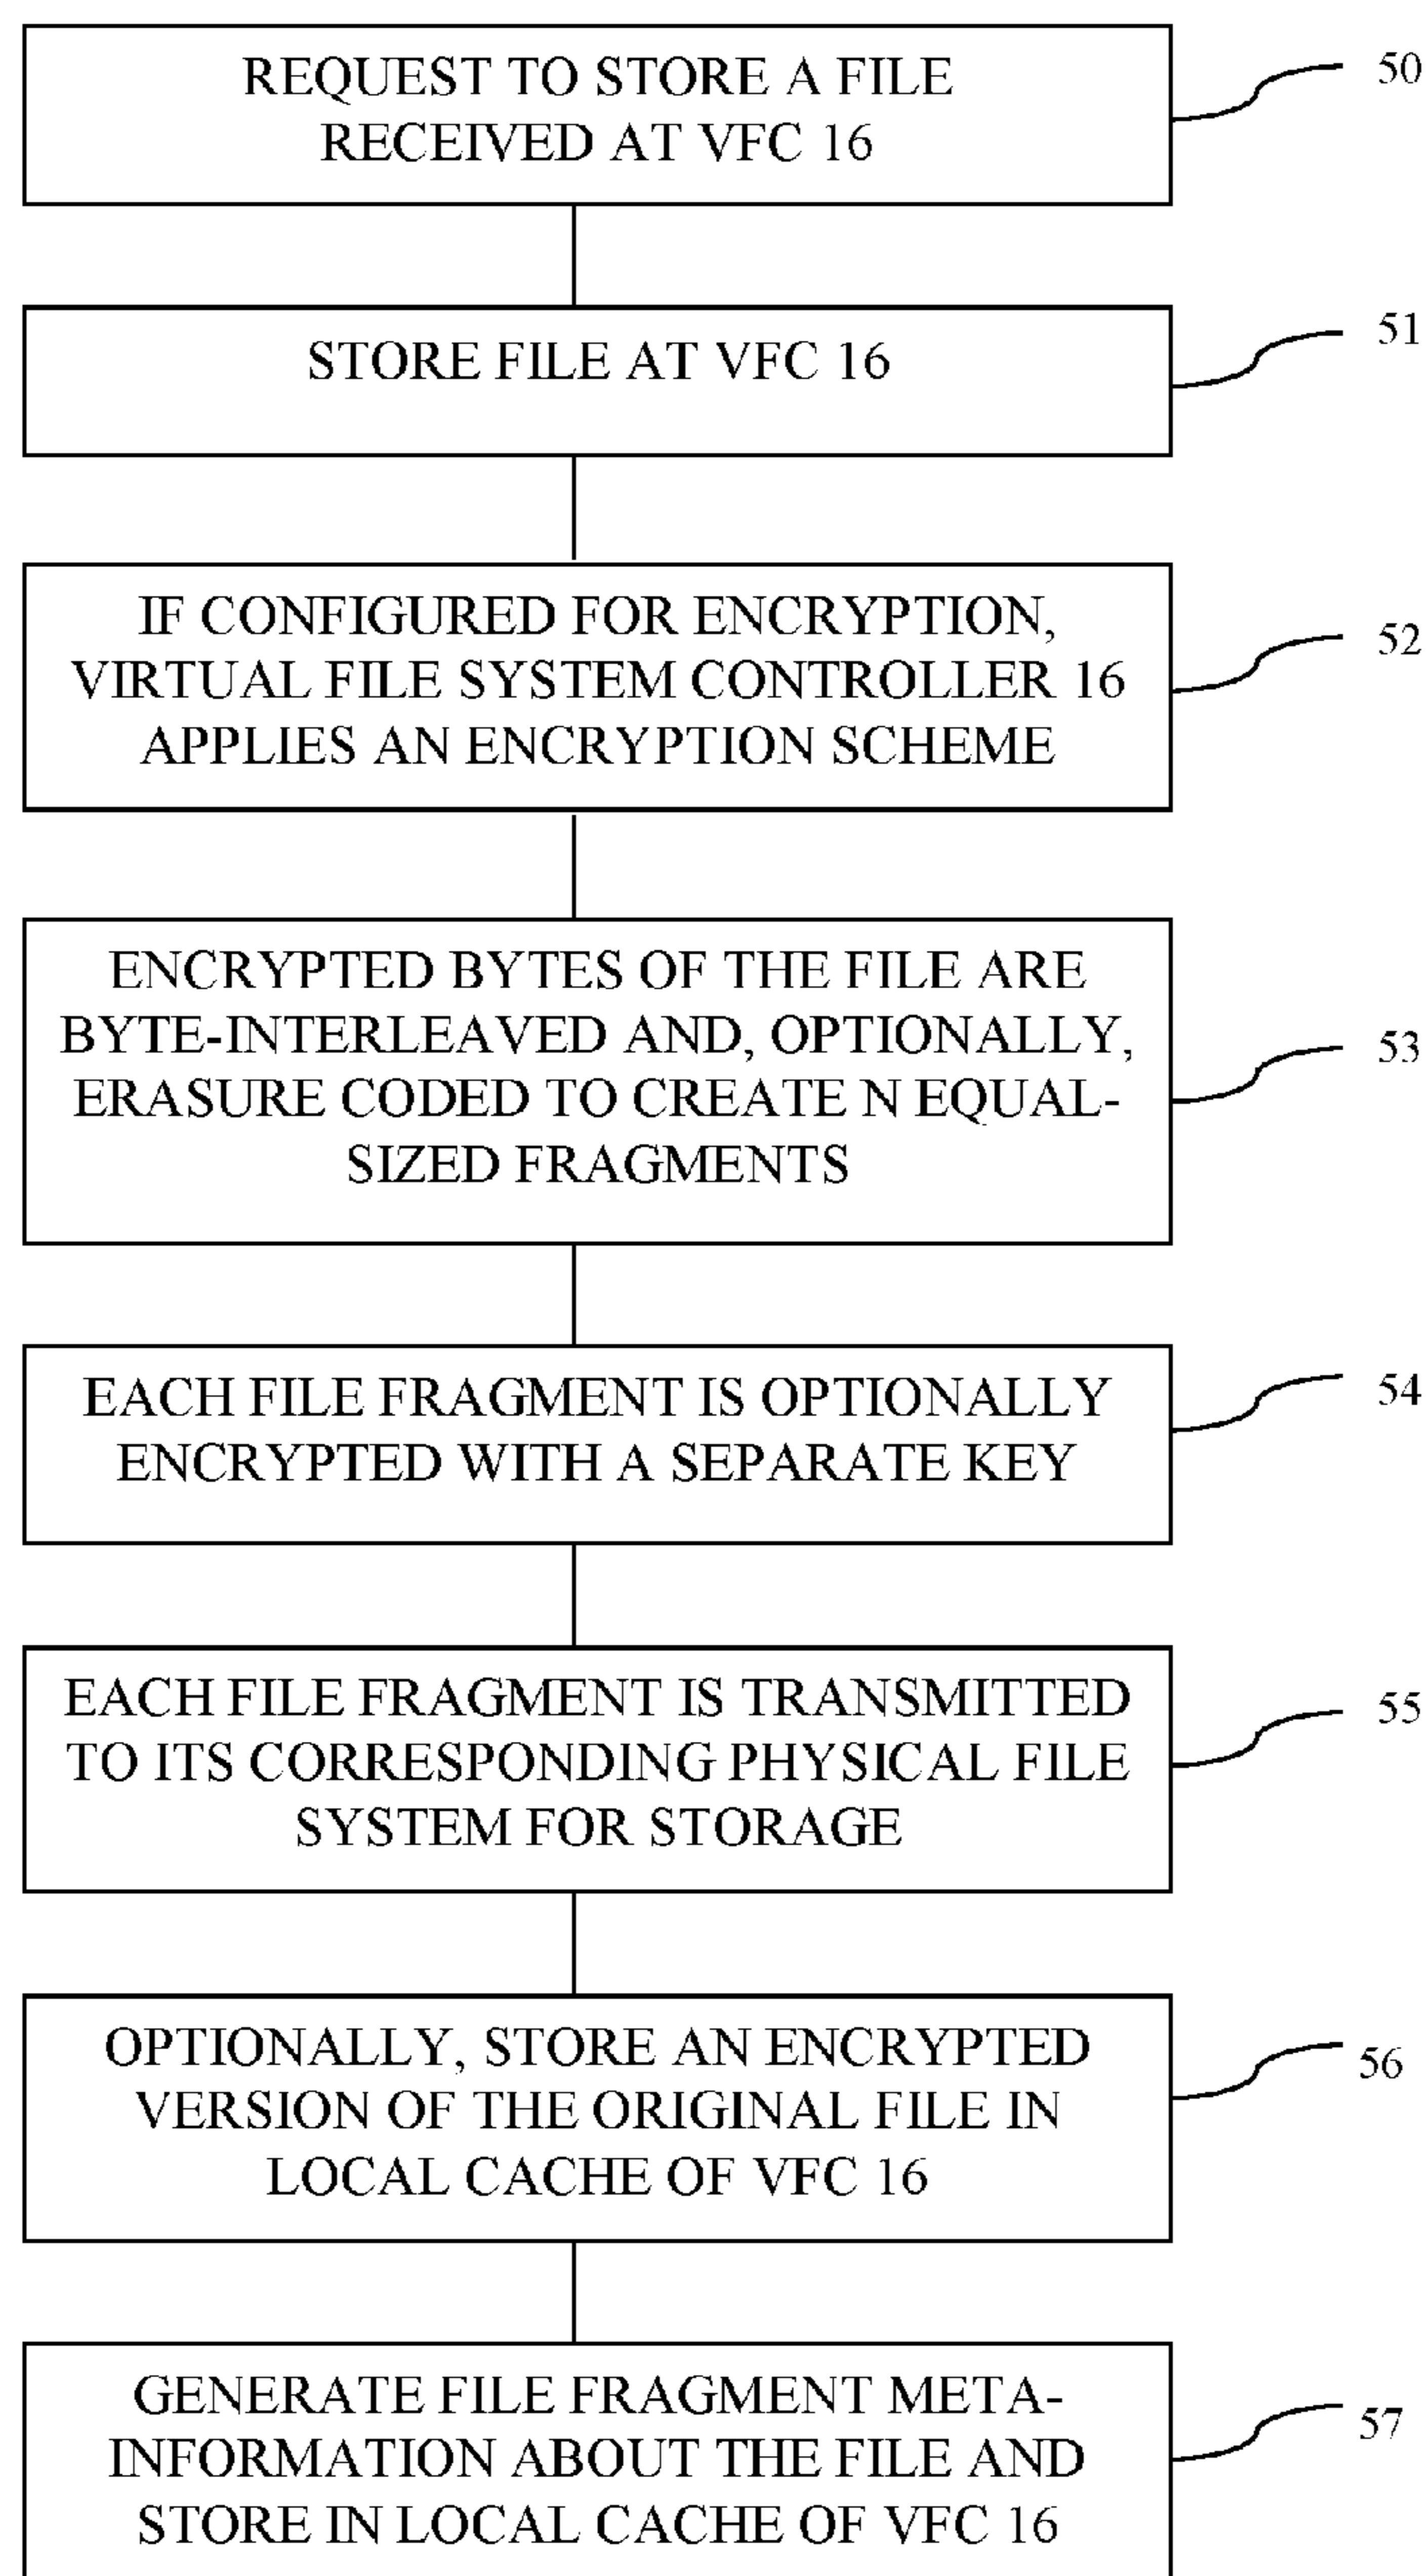 REQUEST TO STORE A FILE
RECEIVED AT VFC 16
50
STORE FILE AT VFC 16
51
IF CONFIGURED FOR ENCRYPTION,
VIRTUAL FILE SYSTEM CONTROLLER 16
APPLIES AN ENCRYPTION SCHEME
52
ENCRYPTED BYTES OF THE FILE ARE
BYTE-INTERLEAVED AND, OPTIONALLY,
ERASURE CODED TO CREATE N EQUAL-
SIZED FRAGMENTS
53
EACH FILE FRAGMENT IS OPTIONALLY
ENCRYPTED WITH A SEPARATE KEY
54
EACH FILE FRAGMENT IS TRANSMITTED
TO ITS CORRESPONDING PHYSICAL FILE
SYSTEM FOR STORAGE
55
OPTIONALLY, STORE AN ENCRYPTED
VERSION OF THE ORIGINAL FILE IN
LOCAL CACHE OF VFC 16
56
GENERATE FILE FRAGMENT META-
INFORMATION ABOUT THE FILE AND
STORE IN LOCAL CACHE OF VFC 16
57